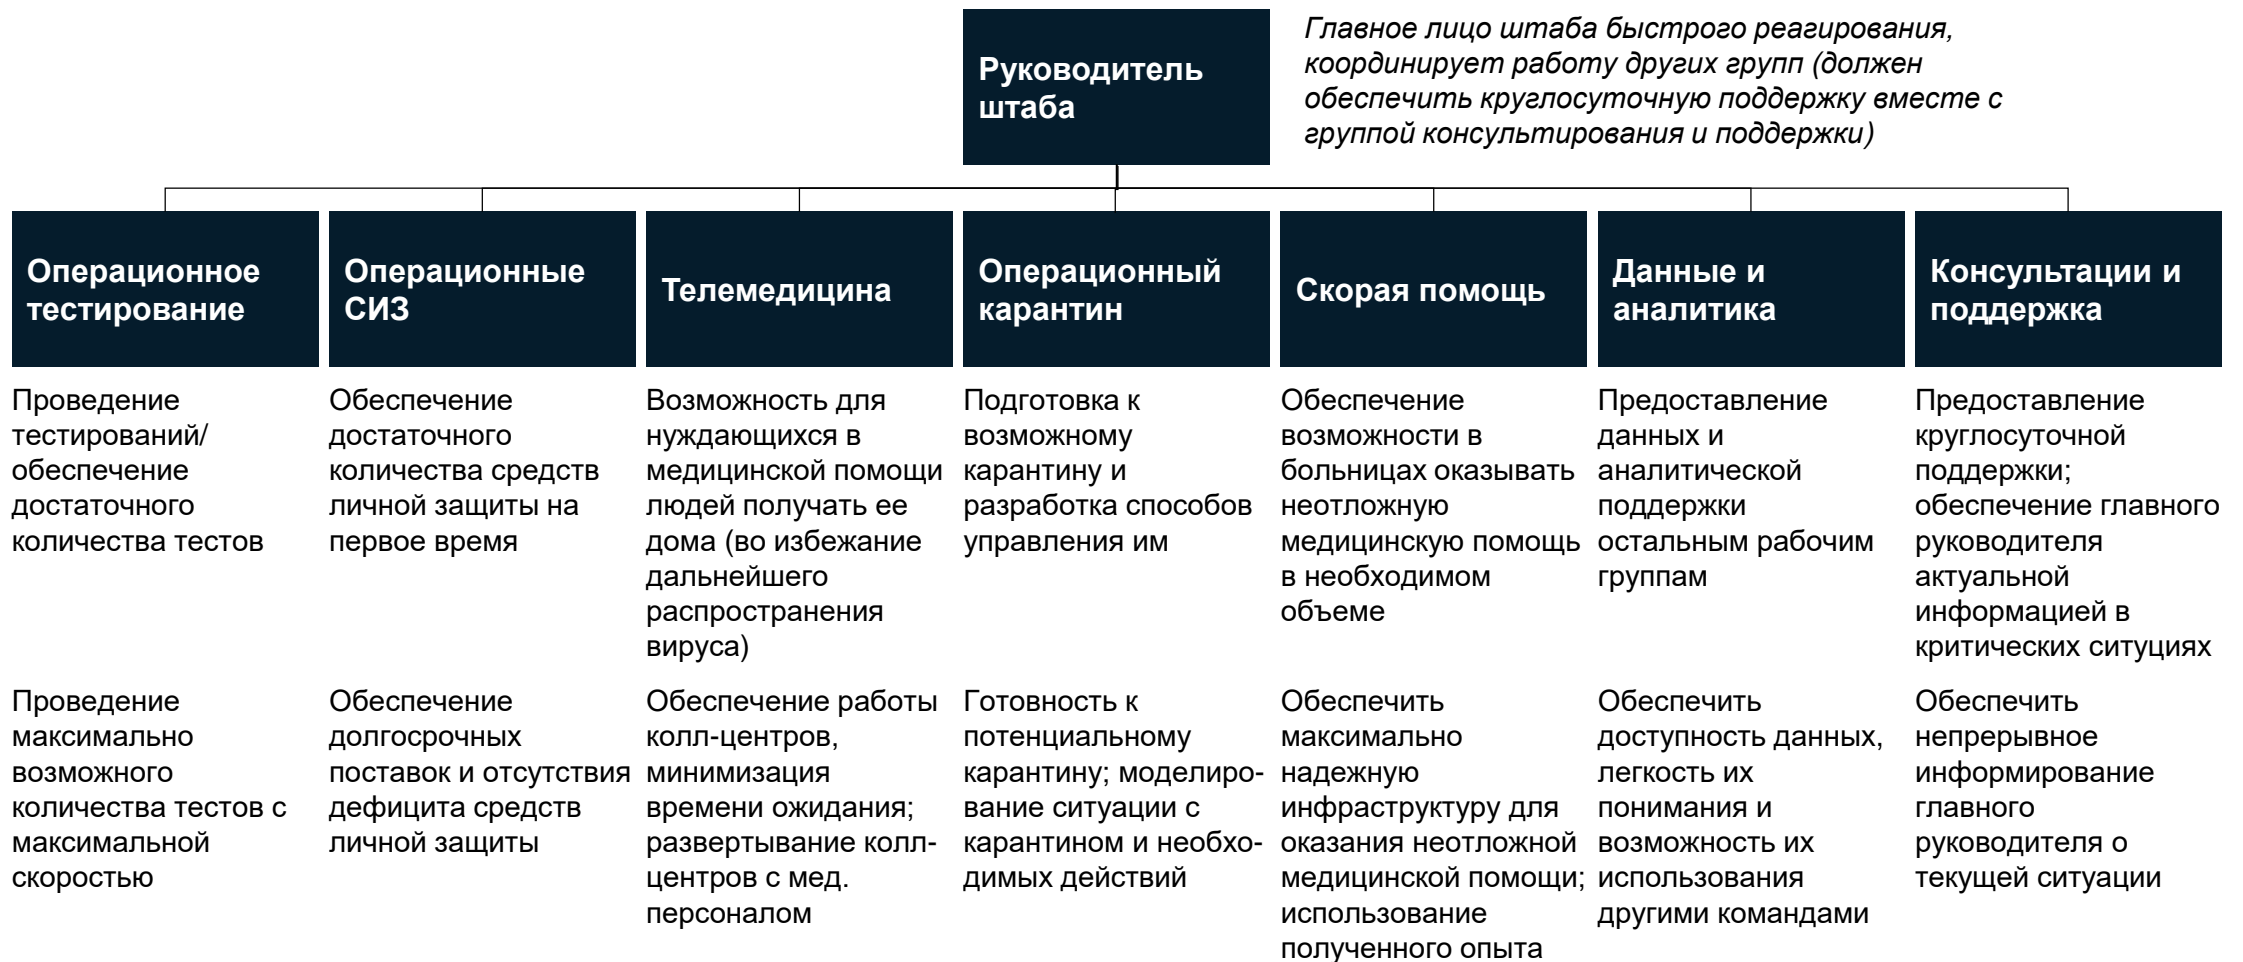 Руководитель
штаба
Главное лицо штаба быстрого реагирования,
координирует работу других групп (должен
обеспечить круглосуточную поддержку вместе с
группой консультирования и поддержки)
Операционное
тестирование
Операционные
СИЗ
Телемедицина
Операционный
карантин
Скорая помощь
Данные и
аналитика
Консультации и
поддержка
Проведение
тестирований/
обеспечение
достаточного
количества тестов
Обеспечение
достаточного
количества средств
личной защиты на
первое время
Возможность для
нуждающихся в
медицинской помощи
людей получать ее
дома (во избежание
дальнейшего
распространения
вируса)
Подготовка к
возможному
карантину и
разработка способов
управления им
Обеспечение
возможности в
больницах оказывать
неотложную
медицинскую помощь
в необходимом
объеме
Предоставление
данных и
аналитической
поддержки
остальным рабочим
группам
Предоставление
круглосуточной
поддержки;
обеспечение главного
руководителя
актуальной
информацией в
критических ситуциях
Проведение
максимально
возможного
количества тестов с
максимальной
скоростью
Обеспечение
долгосрочных
поставок и отсутствия
дефицита средств
личной защиты
Обеспечение работы
колл-центров,
минимизация
времени ожидания;
развертывание колл-
центров с мед.
персоналом
Готовность к
потенциальному
карантину; моделиро-
вание ситуации с
карантином и необхо-
димых действий
Обеспечить
максимально
надежную
инфраструктуру для
оказания неотложной
медицинской помощи;
использование
полученного опыта
Обеспечить
доступность данных,
легкость их
понимания и
возможность их
использования
другими командами
Обеспечить
непрерывное
информирование
главного
руководителя о
текущей ситуации